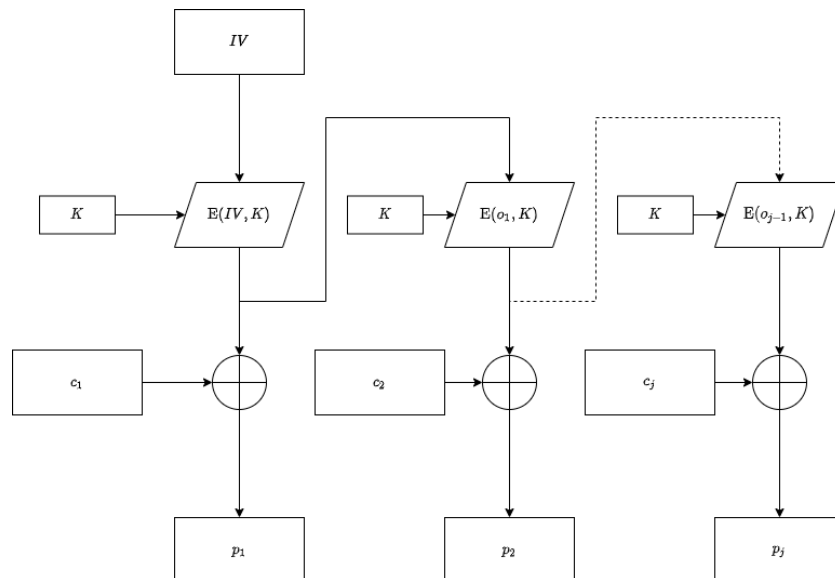 IV
K
E(IV, K)
K
E(o₁, K)
K
E(oⱼ₋₁, K)
c₁
c₂
cⱼ
p₁
p₂
pⱼ